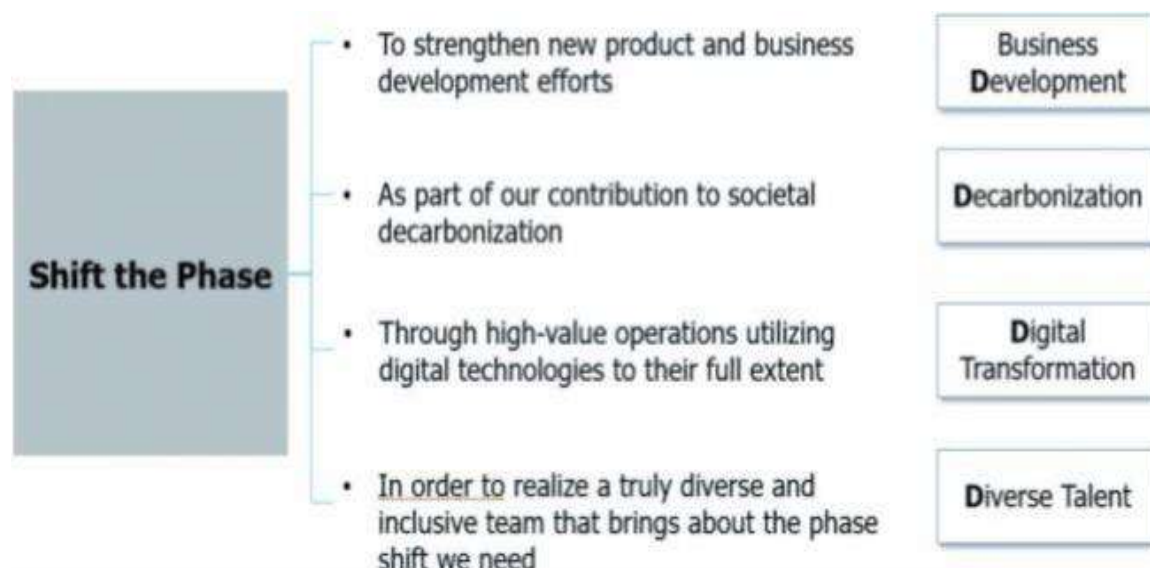 Shift the Phase
• To strengthen new product and business
development efforts
Business
Development
• As part of our contribution to societal
decarbonization
Decarbonization
• Through high-value operations utilizing
digital technologies to their full extent
Digital
Transformation
• In order to realize a truly diverse and
inclusive team that brings about the phase
shift we need
Diverse Talent